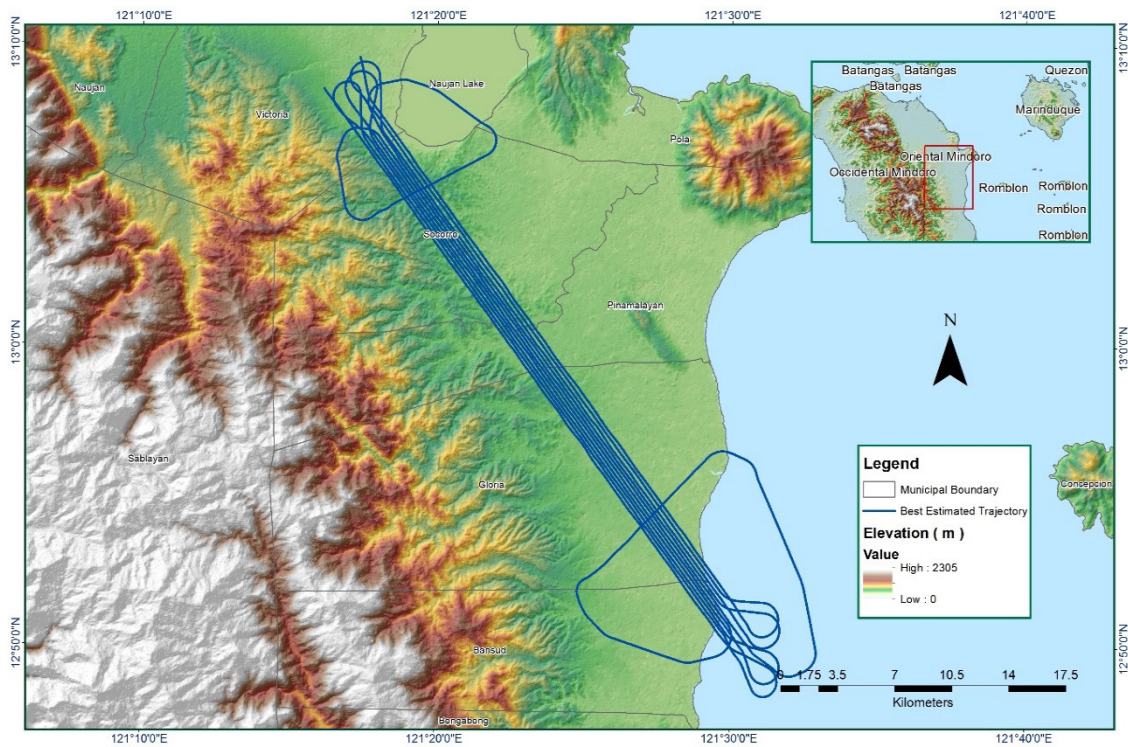 121°10'0"E
121°20'0"E
121°30'0"E
121°40'0"E
13°10'0"N
13°10'0"N
Naujan
Victoria
Naujan Lake
Pola
Batangas
Batangas
Batangas
Quezon
Marinduque
Oriental Mindoro
Occidental Mindoro
Romblon
Romblon
Romblon
Romblon
Socorro
Pinamalayan
N
13°0'0"N
13°0'0"N
Sablayan
Gloria
Concepcion
Legend
Municipal Boundary
Best Estimated Trajectory
Elevation ( m )
Value
High : 2305
Low : 0
12°50'0"N
12°50'0"N
Bansud
Bongabong
0 1.75 3.5 7 10.5 14 17.5
Kilometers
121°10'0"E
121°20'0"E
121°30'0"E
121°40'0"E